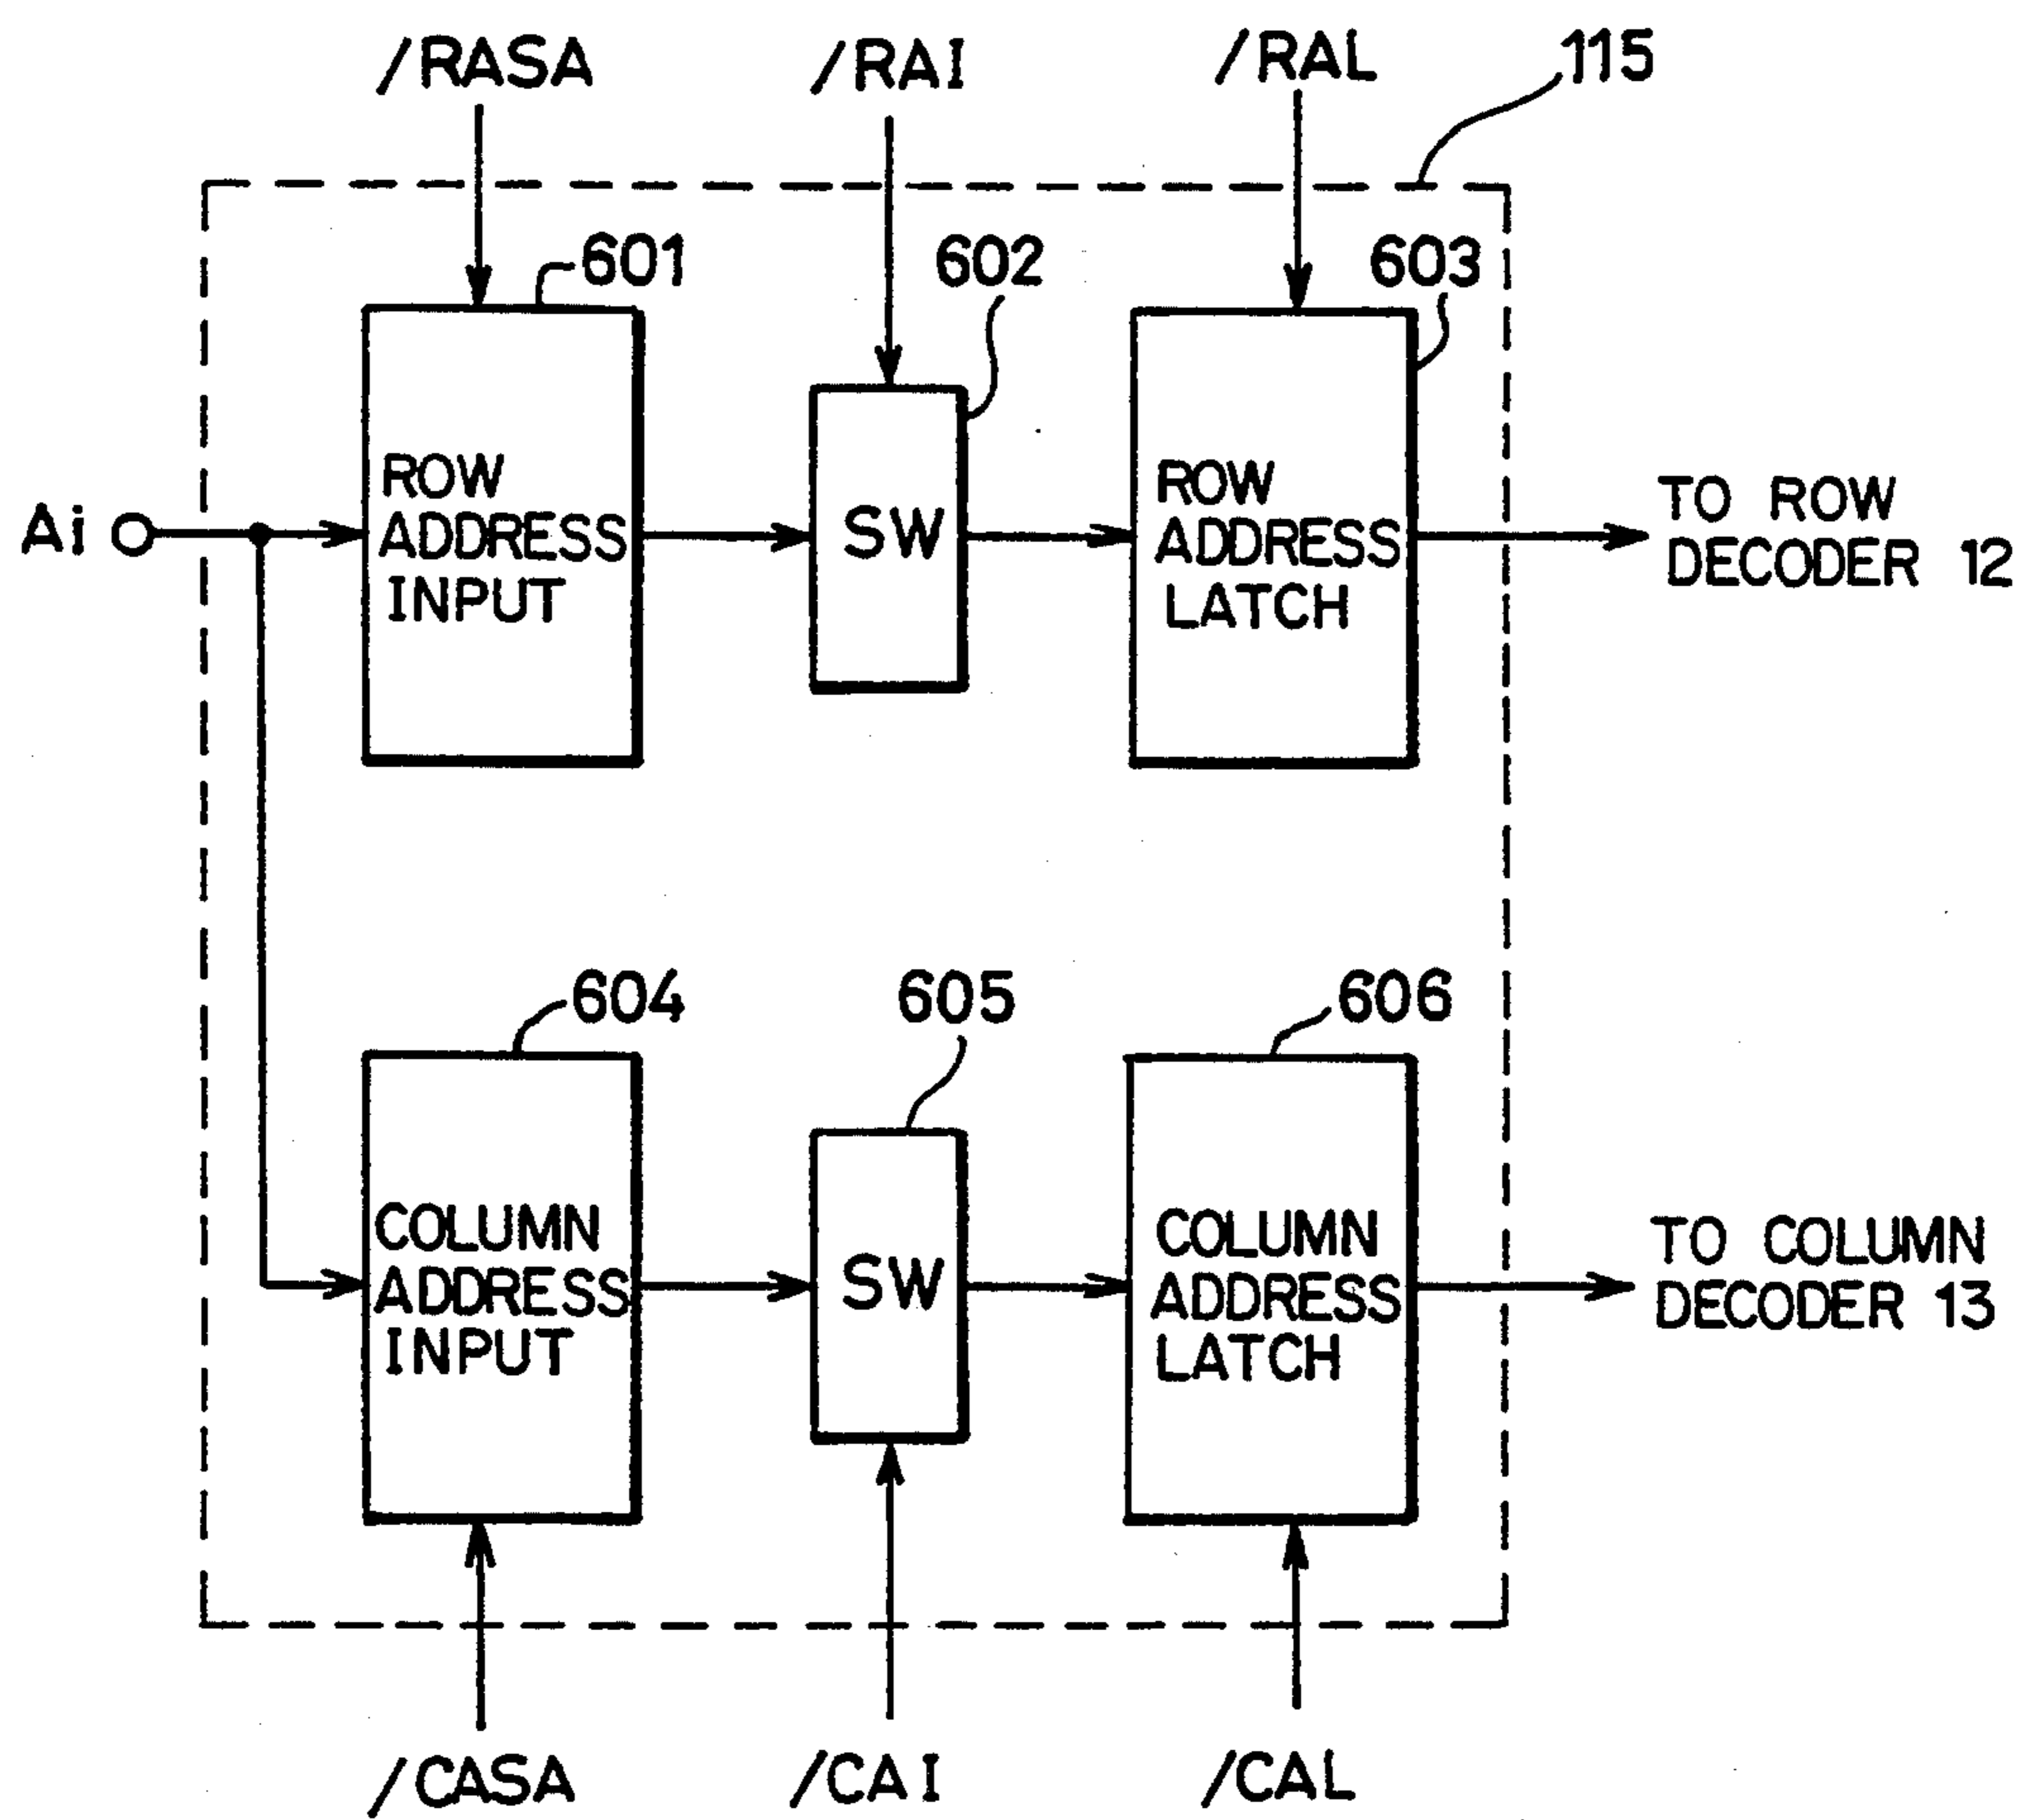 /RASA
/RAI
/RAL
115
601
602
603
Ai
ROW
ADDRESS
INPUT
SW
ROW
ADDRESS
LATCH
TO ROW
DECODER 12
604
605
606
COLUMN
ADDRESS
INPUT
SW
COLUMN
ADDRESS
LATCH
TO COLUMN
DECODER 13
/CASA
/CAI
/CAL